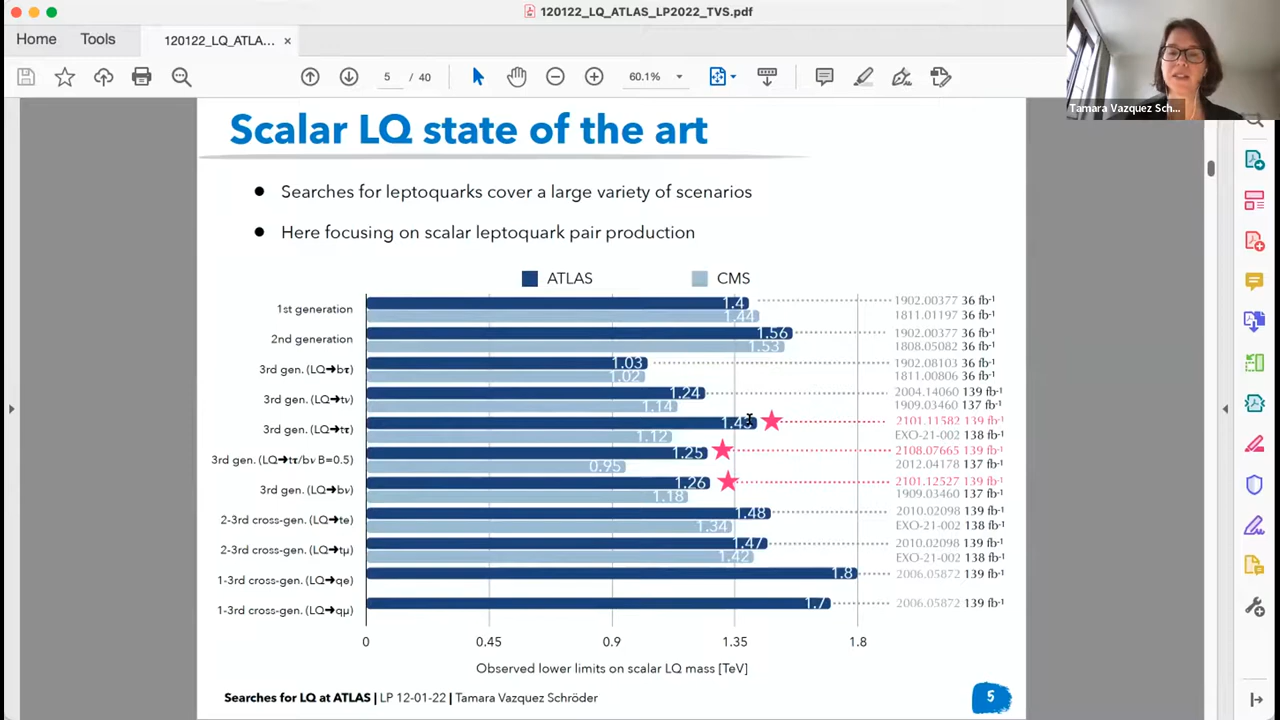 120122_LQ_ATLAS_LP2022_TVS.pdf
Home Tools 120122_LQ_ATLA... ×
5 / 40 60.1%
Tamara Vazquez Sch...
Scalar LQ state of the art
● Searches for leptoquarks cover a large variety of scenarios
● Here focusing on scalar leptoquark pair production
ATLAS CMS
1st generation 1.4 1902.00377 36 fb⁻¹
1.44 1811.01197 36 fb⁻¹
2nd generation 1.56 1902.00377 36 fb⁻¹
1.53 1808.05082 36 fb⁻¹
3rd gen. (LQ➜bτ) 1.03 1902.08103 36 fb⁻¹
1.02 1811.00806 36 fb⁻¹
3rd gen. (LQ➜tν) 1.24 2004.14060 139 fb⁻¹
1.14 1909.03460 137 fb⁻¹
3rd gen. (LQ➜tτ) 2101.11582 139 fb⁻¹
1.12 EXO-21-002 138 fb⁻¹
3rd gen. (LQ➜tτ/bν B=0.5) 1.25 2108.07665 139 fb⁻¹
0.95 2012.04178 137 fb⁻¹
3rd gen. (LQ➜bν) 1.26 2101.12527 139 fb⁻¹
1.18 1909.03460 137 fb⁻¹
2-3rd cross-gen. (LQ➜te) 1.48 2010.02098 139 fb⁻¹
1.34 EXO-21-002 138 fb⁻¹
2-3rd cross-gen. (LQ➜tμ) 1.47 2010.02098 139 fb⁻¹
1.42 EXO-21-002 138 fb⁻¹
1-3rd cross-gen. (LQ➜qe) 1.8 2006.05872 139 fb⁻¹
1-3rd cross-gen. (LQ➜qμ) 1.7 2006.05872 139 fb⁻¹
0 0.45 0.9 1.35 1.8
Observed lower limits on scalar LQ mass [TeV]
Searches for LQ at ATLAS | LP 12-01-22 | Tamara Vazquez Schröder 5